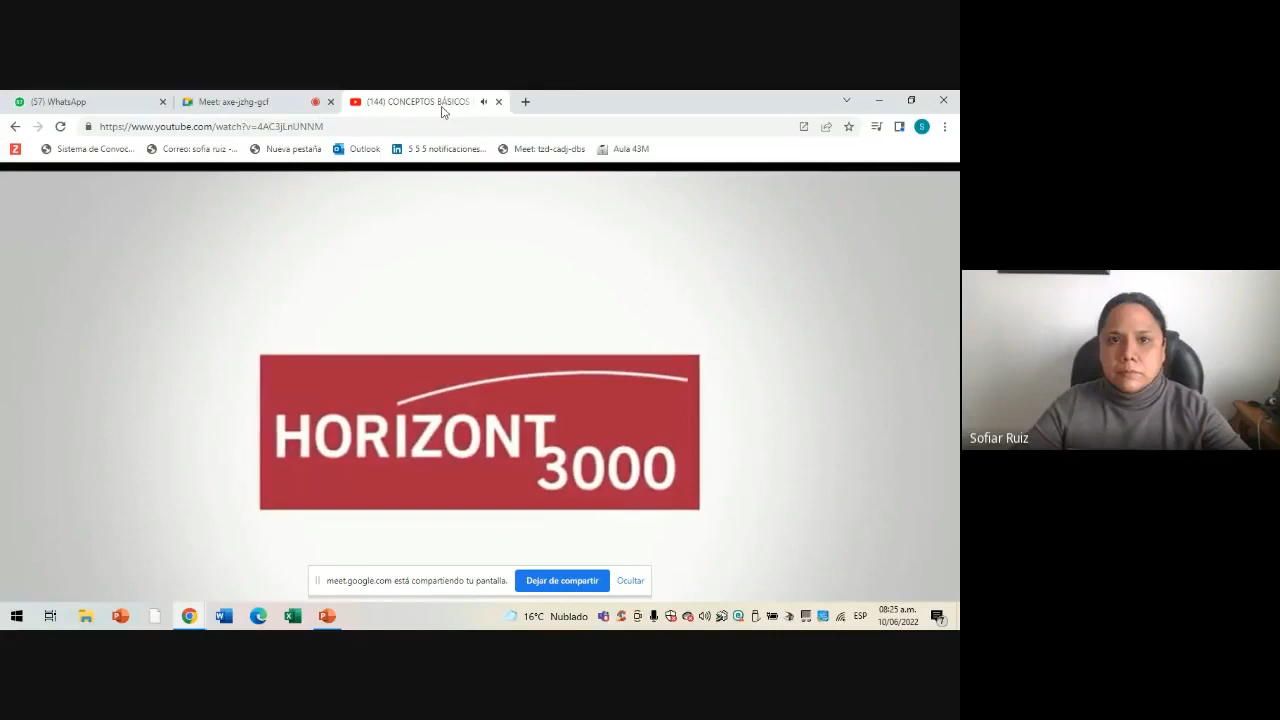 (57) WhatsApp
Meet: axe-jzhg-gcf
(144) CONCEPTOS BÁSICOS
https://www.youtube.com/watch?v=4AC3jLnUNNM
S
Sistema de Convoc...
Correo: sofia ruiz -...
Nueva pestaña
Outlook
5 5 5 notificaciones...
Meet: tzd-cadj-dbs
Aula 43M
HORIZONT
3000
Sofiar Ruiz
meet.google.com está compartiendo tu pantalla.
Dejar de compartir
Ocultar
16°C Nublado
ESP
08:25 a.m.
10/06/2022
7